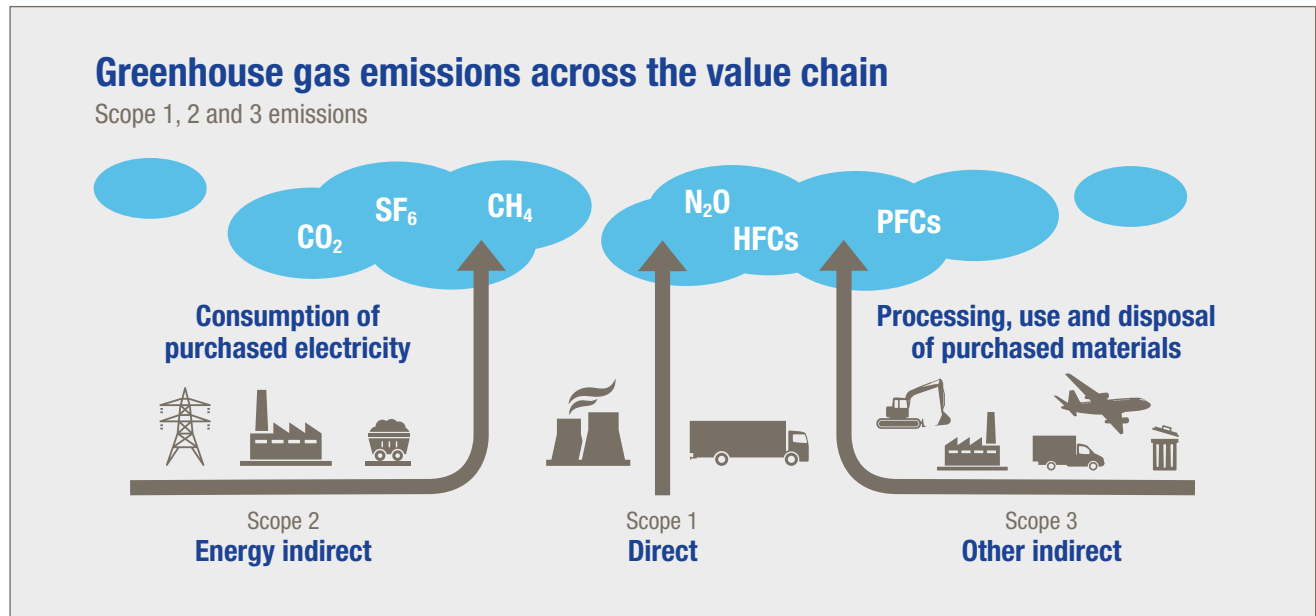 Greenhouse gas emissions across the value chain
Scope 1, 2 and 3 emissions
CO₂
SF₆
CH₄
N₂O
HFCs
PFCs
Consumption of
purchased electricity
Processing, use and disposal
of purchased materials
Scope 2
Energy indirect
Scope 1
Direct
Scope 3
Other indirect